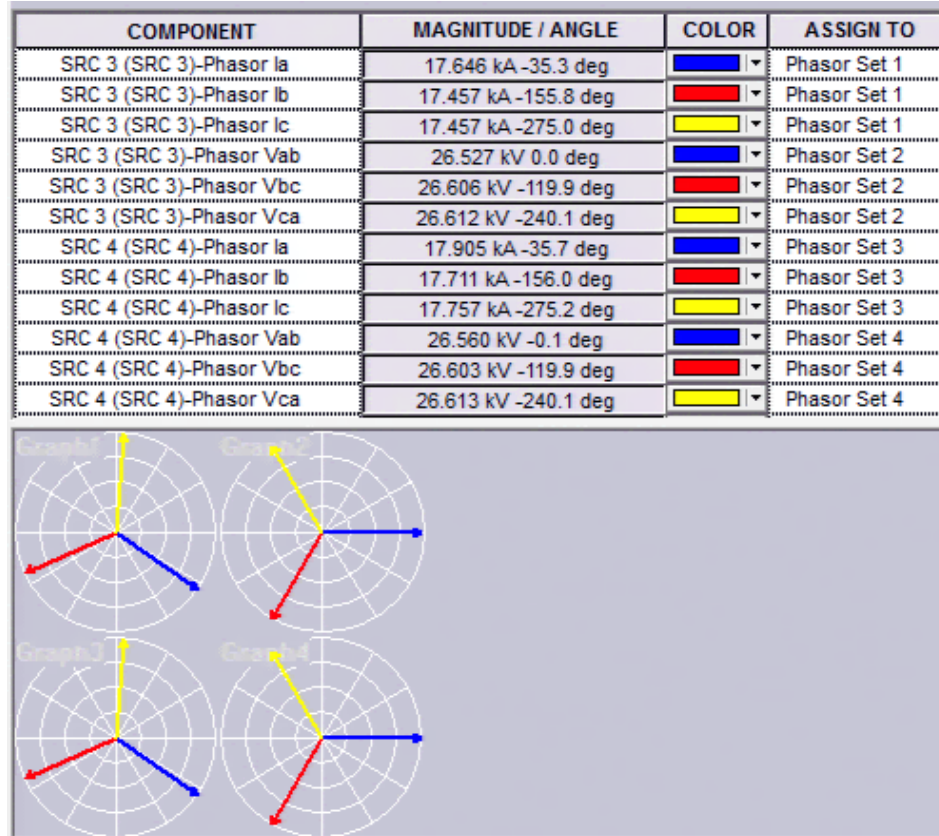 COMPONENT MAGNITUDE / ANGLE COLOR ASSIGN TO
SRC 3 (SRC 3)-Phasor Ia 17.646 kA -35.3 deg Phasor Set 1
SRC 3 (SRC 3)-Phasor Ib 17.457 kA -155.8 deg Phasor Set 1
SRC 3 (SRC 3)-Phasor Ic 17.457 kA -275.0 deg Phasor Set 1
SRC 3 (SRC 3)-Phasor Vab 26.527 kV 0.0 deg Phasor Set 2
SRC 3 (SRC 3)-Phasor Vbc 26.606 kV -119.9 deg Phasor Set 2
SRC 3 (SRC 3)-Phasor Vca 26.612 kV -240.1 deg Phasor Set 2
SRC 4 (SRC 4)-Phasor Ia 17.905 kA -35.7 deg Phasor Set 3
SRC 4 (SRC 4)-Phasor Ib 17.711 kA -156.0 deg Phasor Set 3
SRC 4 (SRC 4)-Phasor Ic 17.757 kA -275.2 deg Phasor Set 3
SRC 4 (SRC 4)-Phasor Vab 26.560 kV -0.1 deg Phasor Set 4
SRC 4 (SRC 4)-Phasor Vbc 26.603 kV -119.9 deg Phasor Set 4
SRC 4 (SRC 4)-Phasor Vca 26.613 kV -240.1 deg Phasor Set 4
Graph1 Graph2
Graph3 Graph4